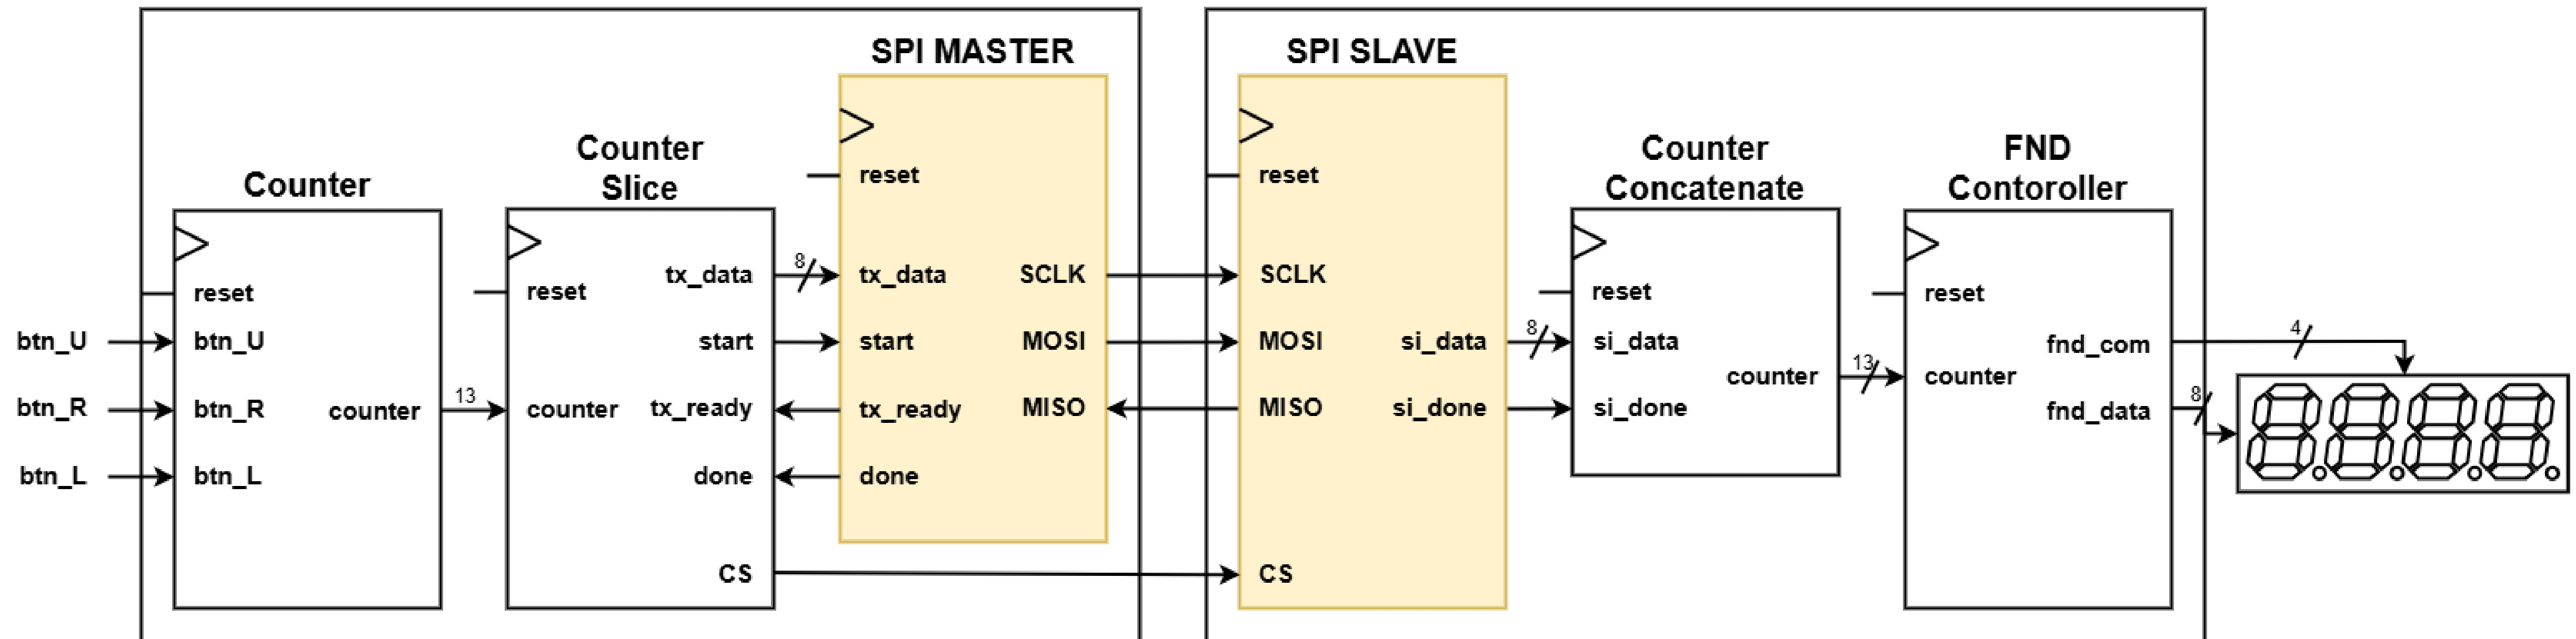 SPI MASTER
SPI SLAVE
Counter
Counter
Slice
Counter
Concatenate
FND
Contoroller
btn_U
btn_R
btn_L
reset
btn_U
btn_R
btn_L
counter
13
reset
counter
tx_data
start
tx_ready
done
CS
8
reset
tx_data
start
tx_ready
done
SCLK
MOSI
MISO
reset
SCLK
MOSI
MISO
CS
si_data
si_done
8
reset
si_data
si_done
counter
13
reset
counter
fnd_com
fnd_data
4
8